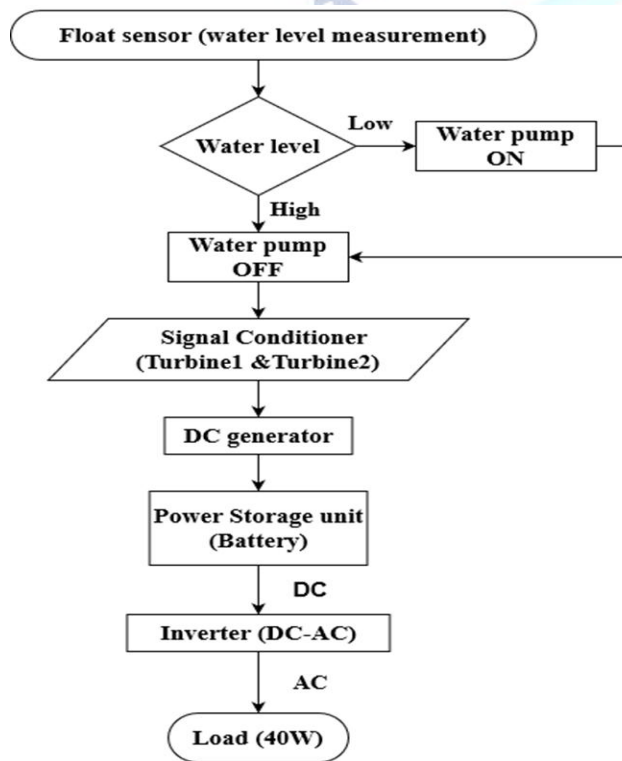 Float sensor (water level measurement)
Water level
Low
Water pump
ON
High
Water pump
OFF
Signal Conditioner
(Turbine1 &Turbine2)
DC generator
Power Storage unit
(Battery)
DC
Inverter (DC-AC)
AC
Load (40W)